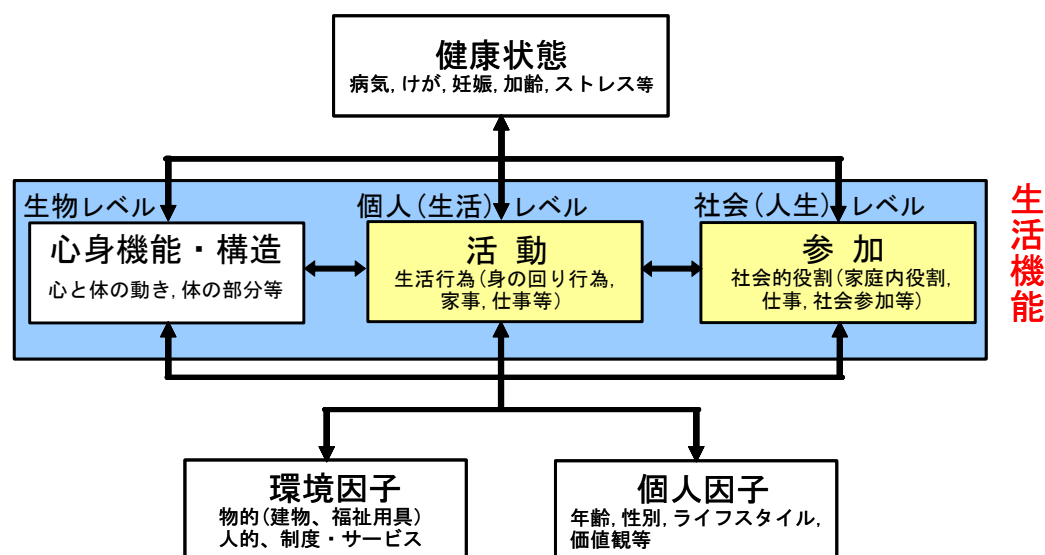 健康状態
病気, けが, 妊娠, 加齢, ストレス等
生物レベル
個人(生活)レベル
社会(人生)レベル
心身機能・構造
心と体の動き, 体の部分等
活 動
生活行為(身の回り行為,
家事, 仕事等)
参 加
社会的役割(家庭内役割,
仕事, 社会参加等)
生活機能
環境因子
物的(建物、福祉用具)
人的、制度・サービス
個人因子
年齢, 性別, ライフスタイル,
価値観等